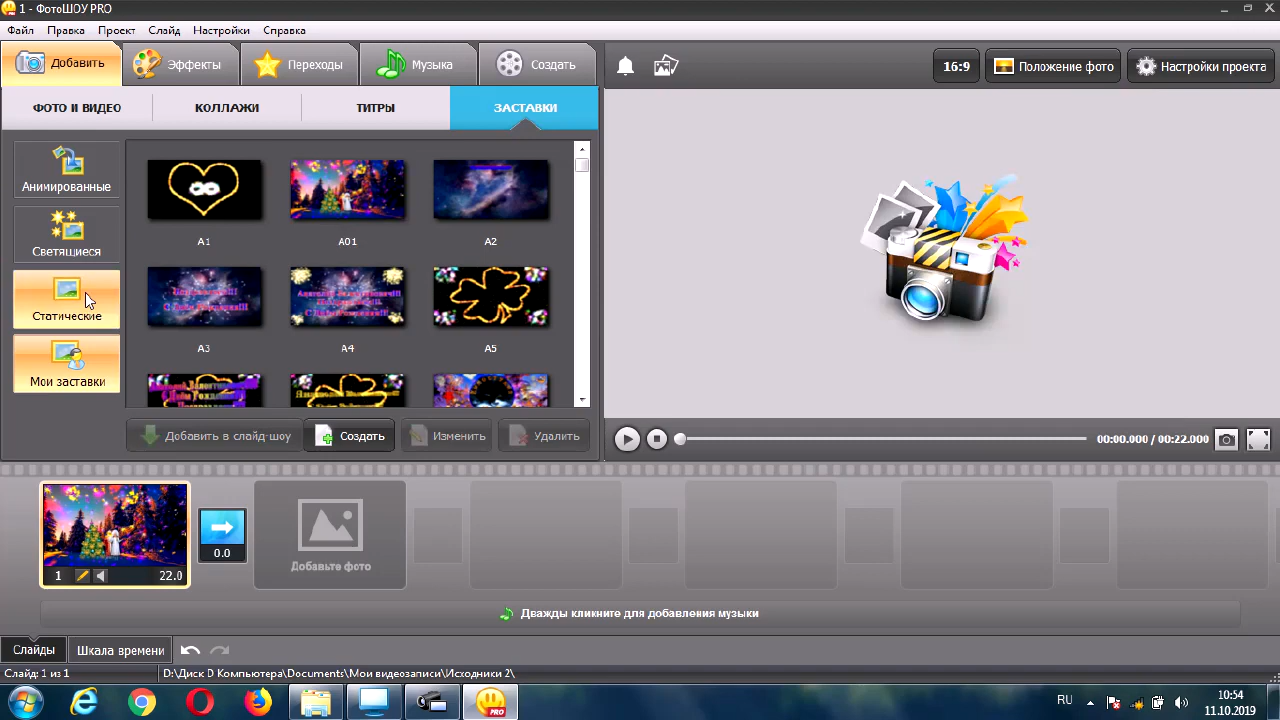 1 - ФотоШОУ PRO
Файл Правка Проект Слайд Настройки Справка
Добавить Эффекты Переходы Музыка Создать
16:9 Положение фото Настройки проекта
ФОТО И ВИДЕО КОЛЛАЖИ ТИТРЫ ЗАСТАВКИ
Анимированные
Светящиеся
Статические
Мои заставки
A1 A01 A2
A3 A4 A5
Добавить в слайд-шоу Создать Изменить Удалить
00:00.000 / 00:22.000
1 22.0
0.0
Добавьте фото
Дважды кликните для добавления музыки
Слайды Шкала времени
Слайд: 1 из 1 D:\Диск D Компьютера\Documents\Мои видеозаписи\Исходники 2\
PRO
RU
10:54
11.10.2019